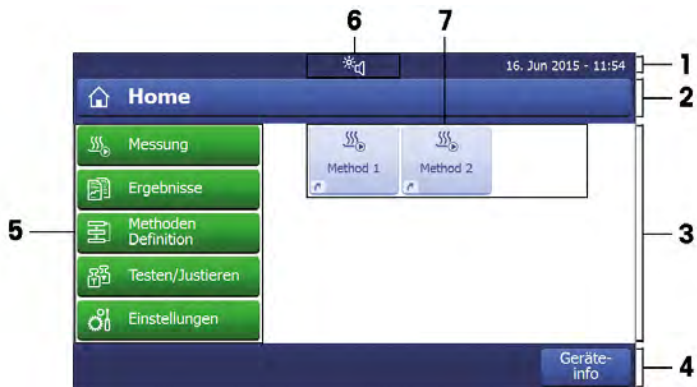 6
7
16. Jun 2015 - 11:54
1
Home
2
Messung
Method 1
Method 2
Ergebnisse
5
Methoden
Definition
3
Testen/Justieren
Einstellungen
Geräte-
info
4